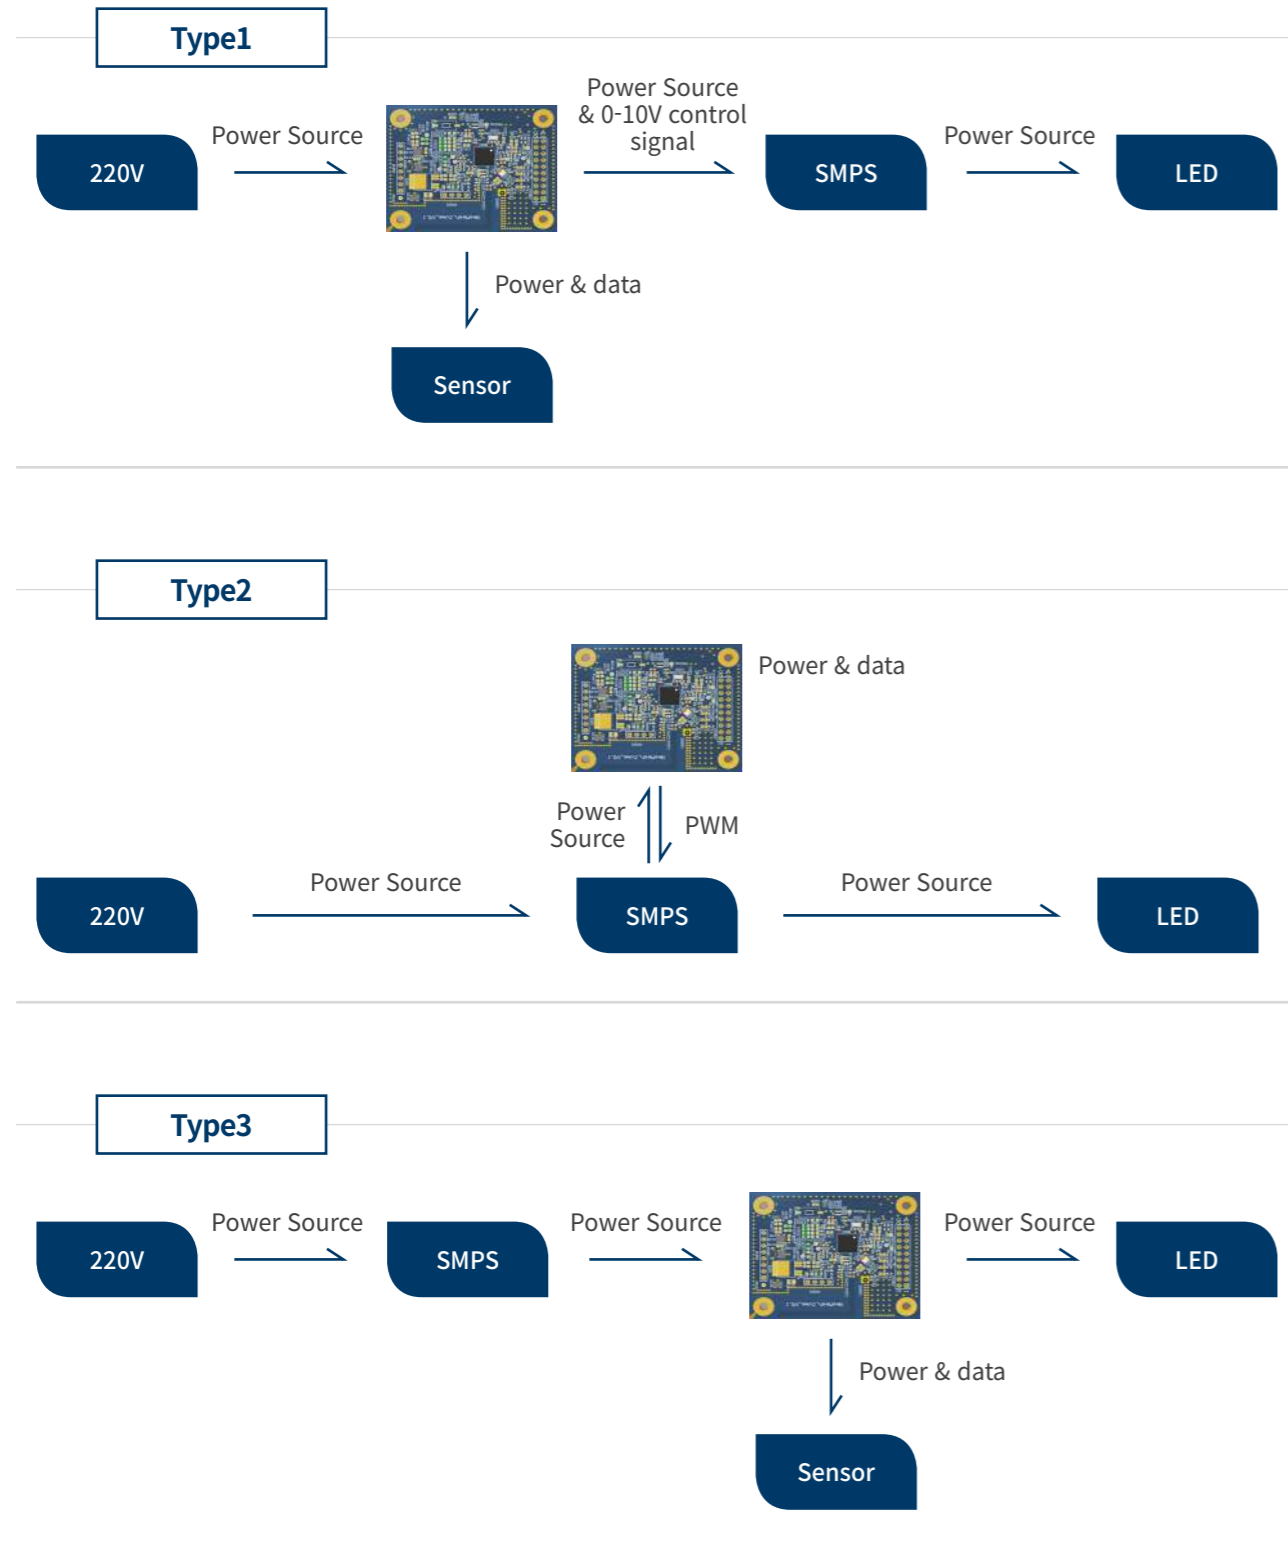 Type1
220V
Power Source
Power Source
& 0-10V control
signal
SMPS
Power Source
LED
Power & data
Sensor
Type2
Power & data
Power
Source
PWM
220V
Power Source
SMPS
Power Source
LED
Type3
220V
Power Source
SMPS
Power Source
Power Source
LED
Power & data
Sensor